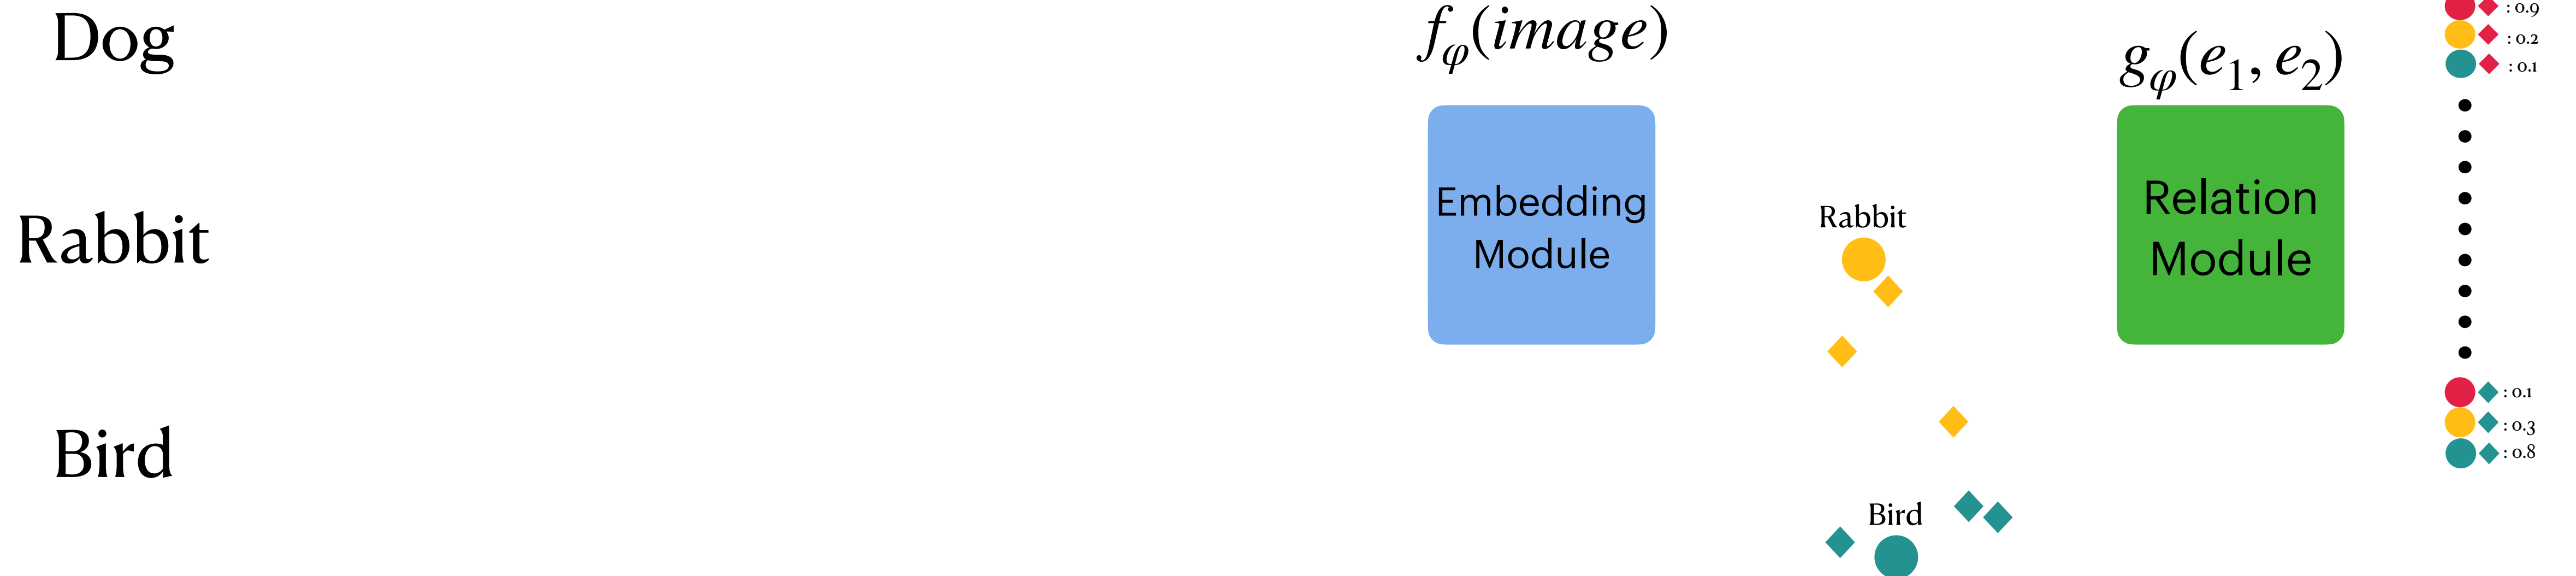 Dog
Rabbit
Bird
fφ(image)
Embedding
Module
Rabbit
Bird
gφ(e1, e2)
Relation
Module
: 0.9
: 0.2
: 0.1
: 0.1
: 0.3
: 0.8